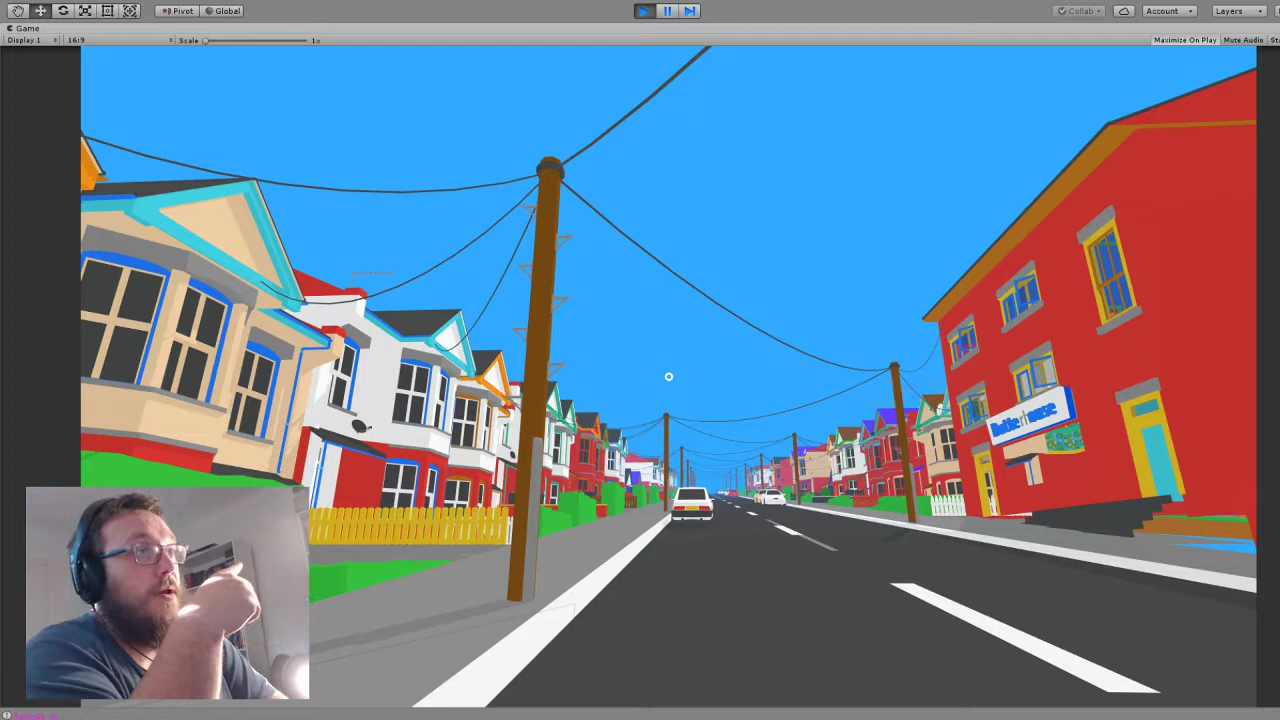 Pivot Global Collab Account Layers
Game
Display 1 16:9 Scale 1x Maximize On Play Mute Audio